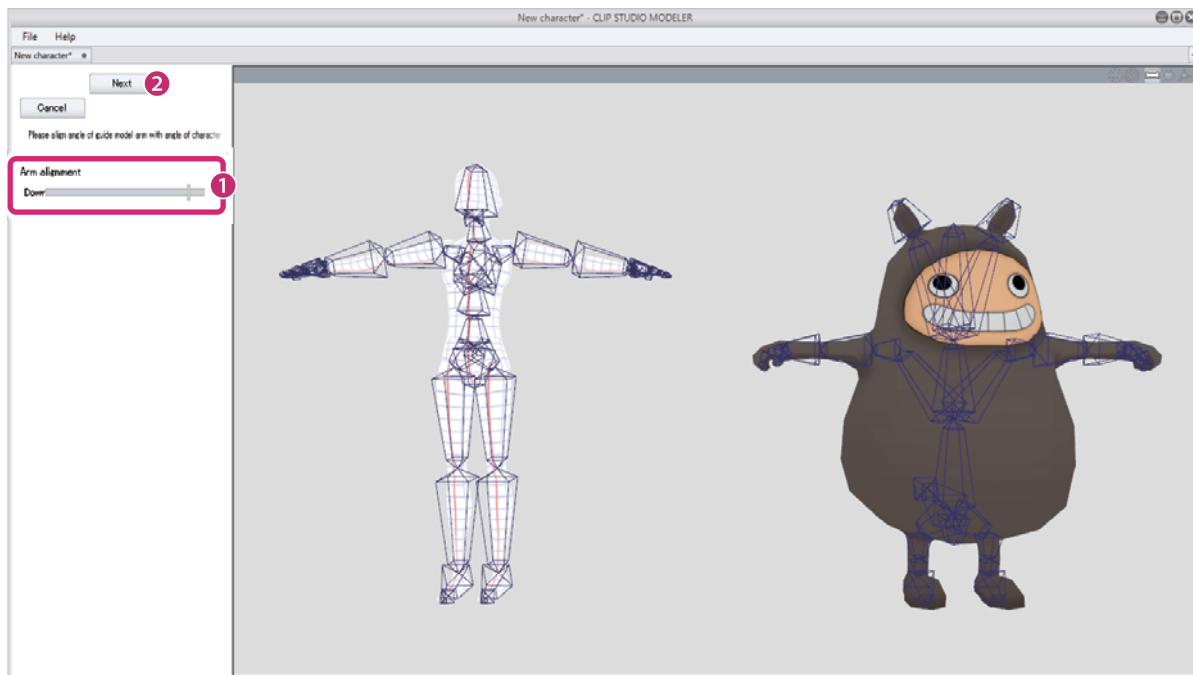 New character* - CLIP STUDIO MODELER
File Help
New character*
Next 2
Cancel
Please align angle of guide model arm with angle of character
Arm alignment
1
Down